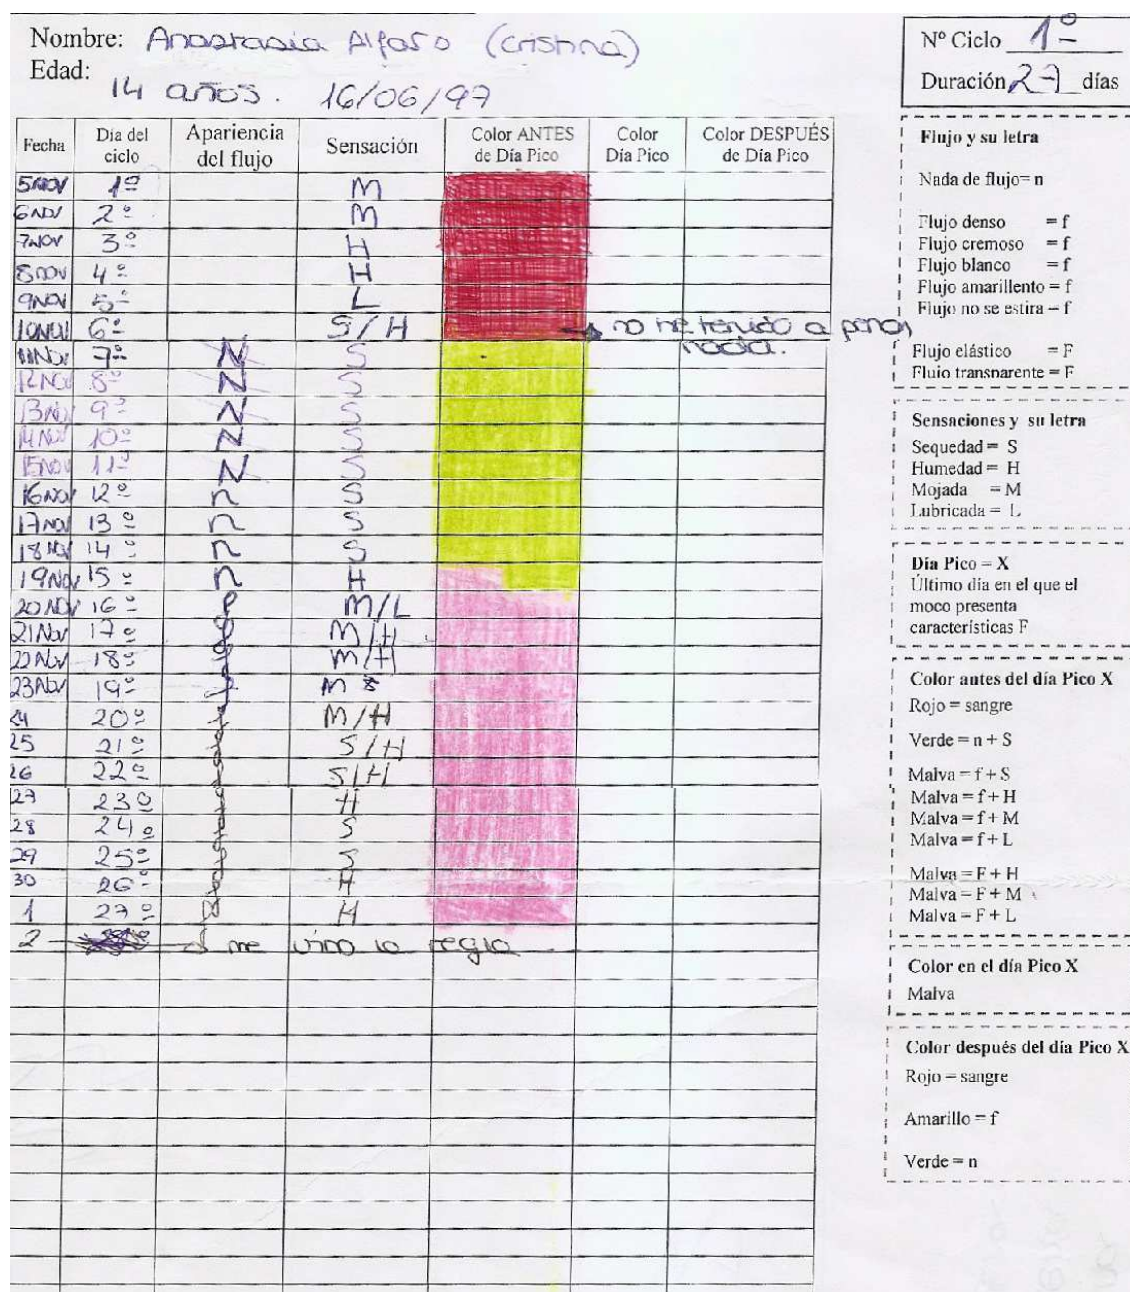 Nombre: Anastasia Alfaro (Cristina)
Edad: 14 años. 16/06/97
Nº Ciclo 1º
Duración 27 días
Fecha Día del ciclo Apariencia del flujo Sensación Color ANTES de Día Pico Color Día Pico Color DESPUÉS de Día Pico
5 NOV 1º M
6 NOV 2º M
7 NOV 3º H
8 NOV 4º H
9 NOV 5º L
10 NOV 6º S/H no he tenido a penas nada.
11 NOV 7º N S
12 NOV 8º N S
13 NOV 9º N S
14 NOV 10º N S
15 NOV 11º N S
16 NOV 12º n S
17 NOV 13º n S
18 NOV 14º n S
19 NOV 15º n H
20 NOV 16º f M/L
21 Nov 17º f M/H
22 Nov 18º f M/H
23 Nov 19º f M
24 20º f M/H
25 21º f S/H
26 22º f S/H
27 23º f H
28 24º f S
29 25º f S
30 26º f H
1 27º f H
2 me vino la regla
Flujo y su letra
Nada de flujo= n
Flujo denso = f
Flujo cremoso = f
Flujo blanco = f
Flujo amarillento = f
Flujo no se estira = f
Flujo elástico = F
Flujo transparente = F
Sensaciones y su letra
Sequedad = S
Humedad = H
Mojada = M
Lubricada = L
Día Pico = X
Último día en el que el
moco presenta
características F
Color antes del día Pico X
Rojo = sangre
Verde = n + S
Malva = f + S
Malva = f + H
Malva = f + M
Malva = f + L
Malva = F + H
Malva = F + M
Malva = F + L
Color en el día Pico X
Malva
Color después del día Pico X
Rojo = sangre
Amarillo = f
Verde = n